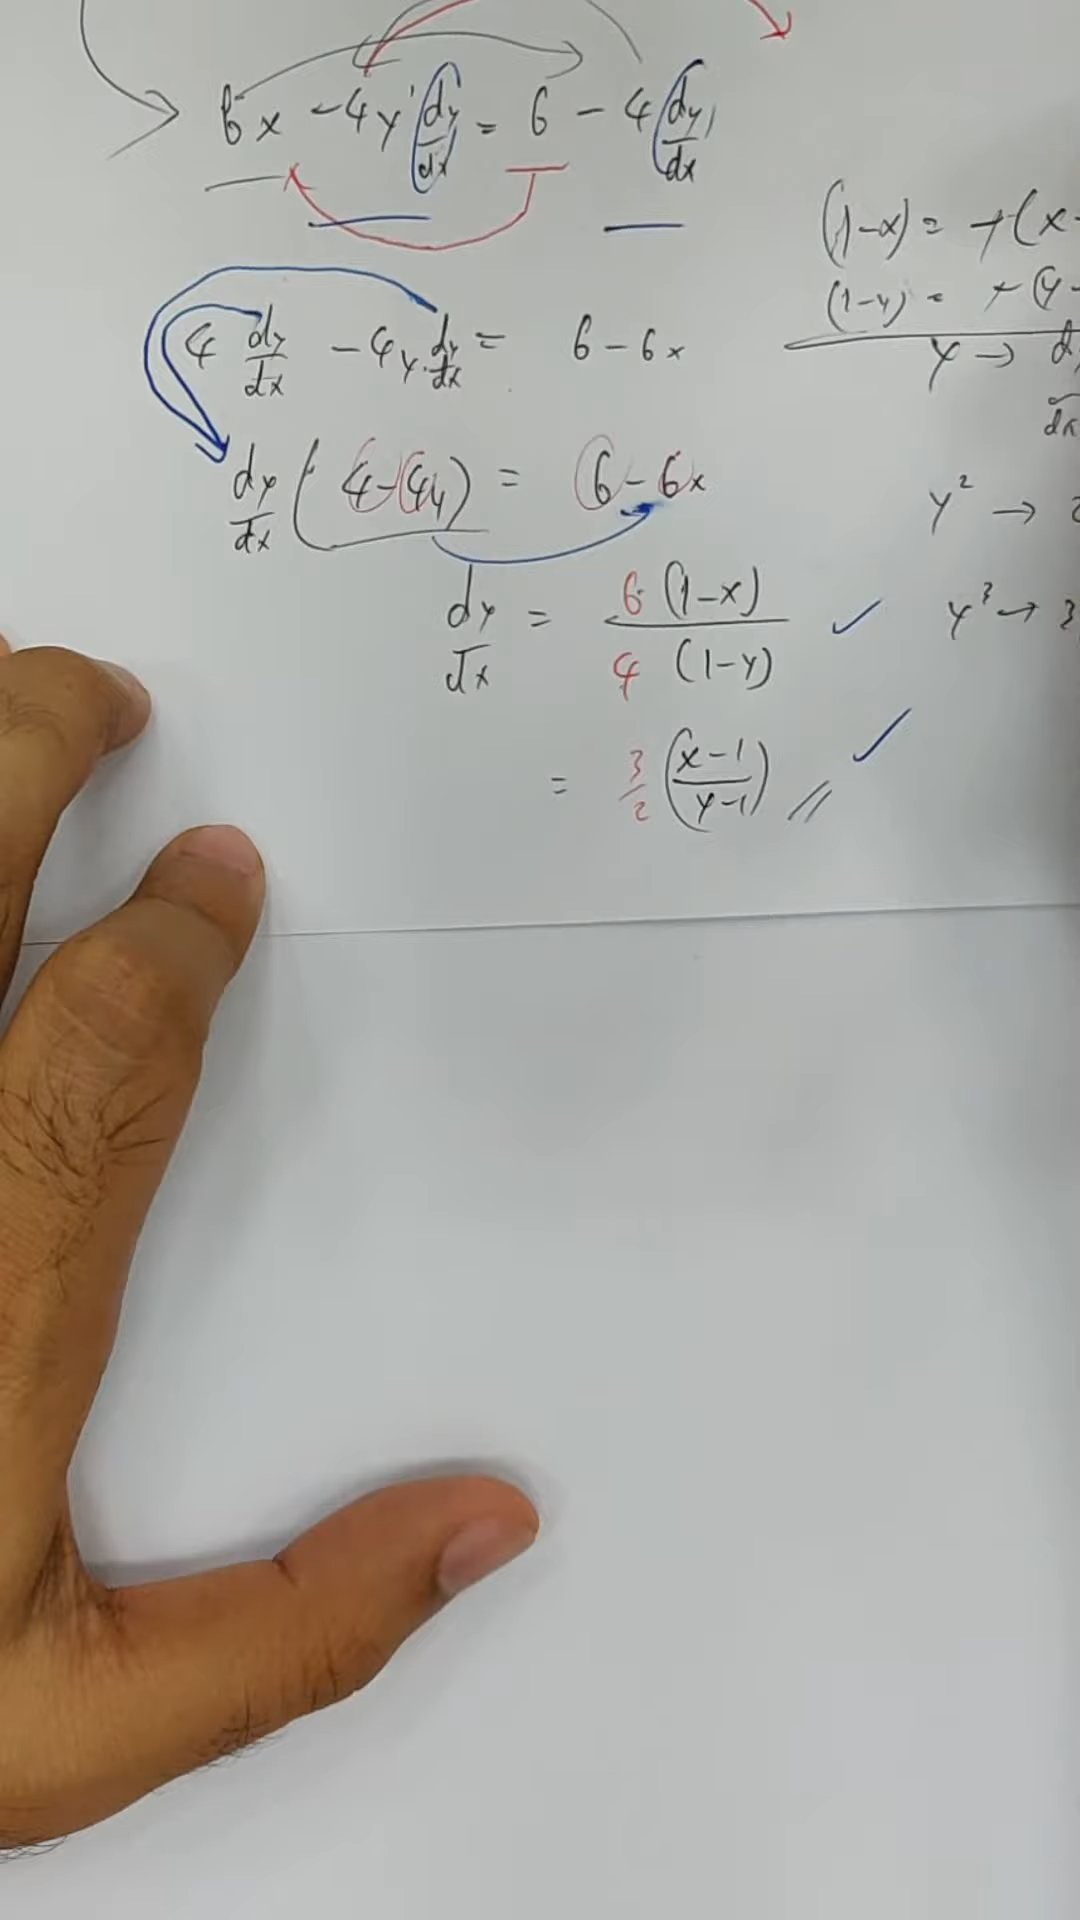 6x - 4y' dy/dx = 6 - 4 dy/dx
4 dy/dx - 4y. dy/dx = 6 - 6x
dy/dx (4 - 4y) = (6 - 6x
dy/dx = 6 (1-x) / 4 (1-y) ✓
= 3/2 (x-1 / y-1) // ✓
(1-x) = +(x-
(1-y) = +(y-
y →
dx
y² → 2
y³ → 3